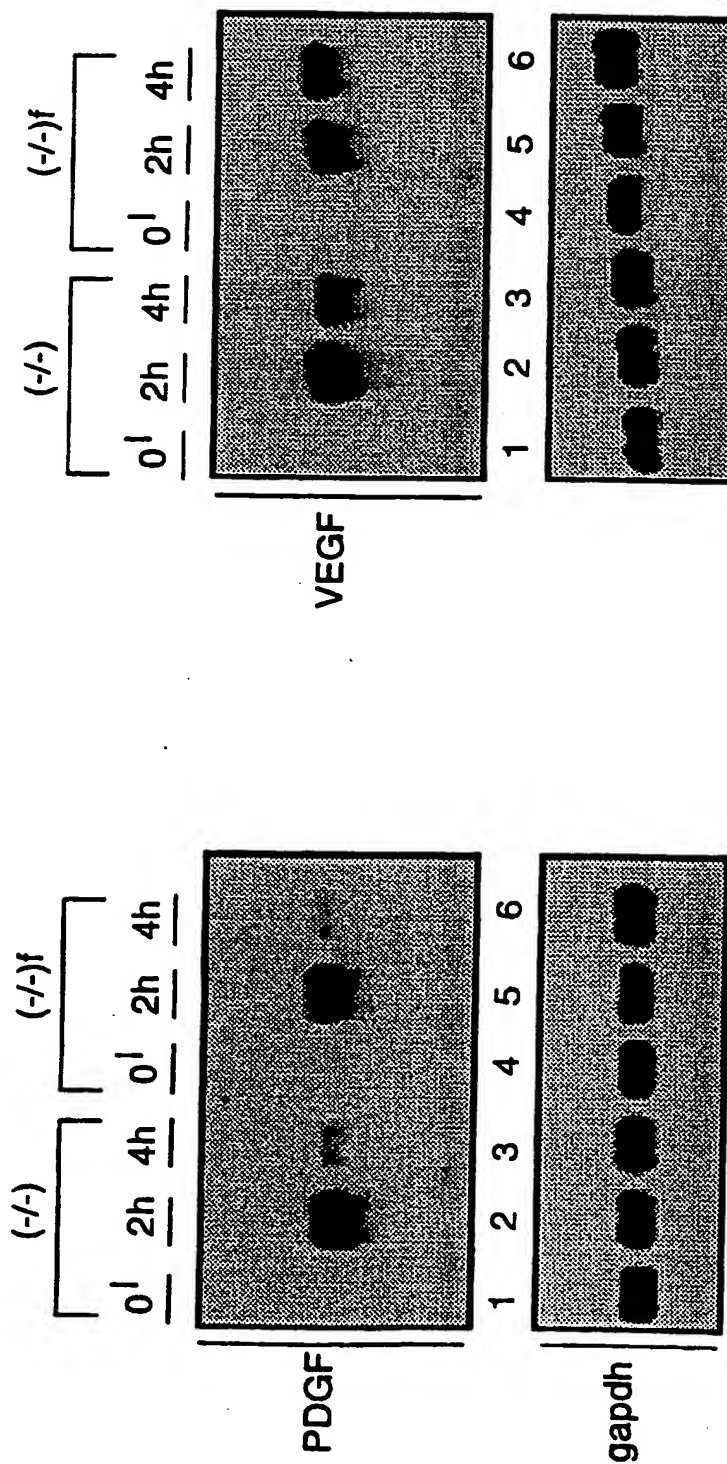 (-/-) (-/-)f
0' 2h 4h 0' 2h 4h
PDGF
1 2 3 4 5 6
gapdh
(-/-) (-/-)f
0' 2h 4h 0' 2h 4h
VEGF
1 2 3 4 5 6